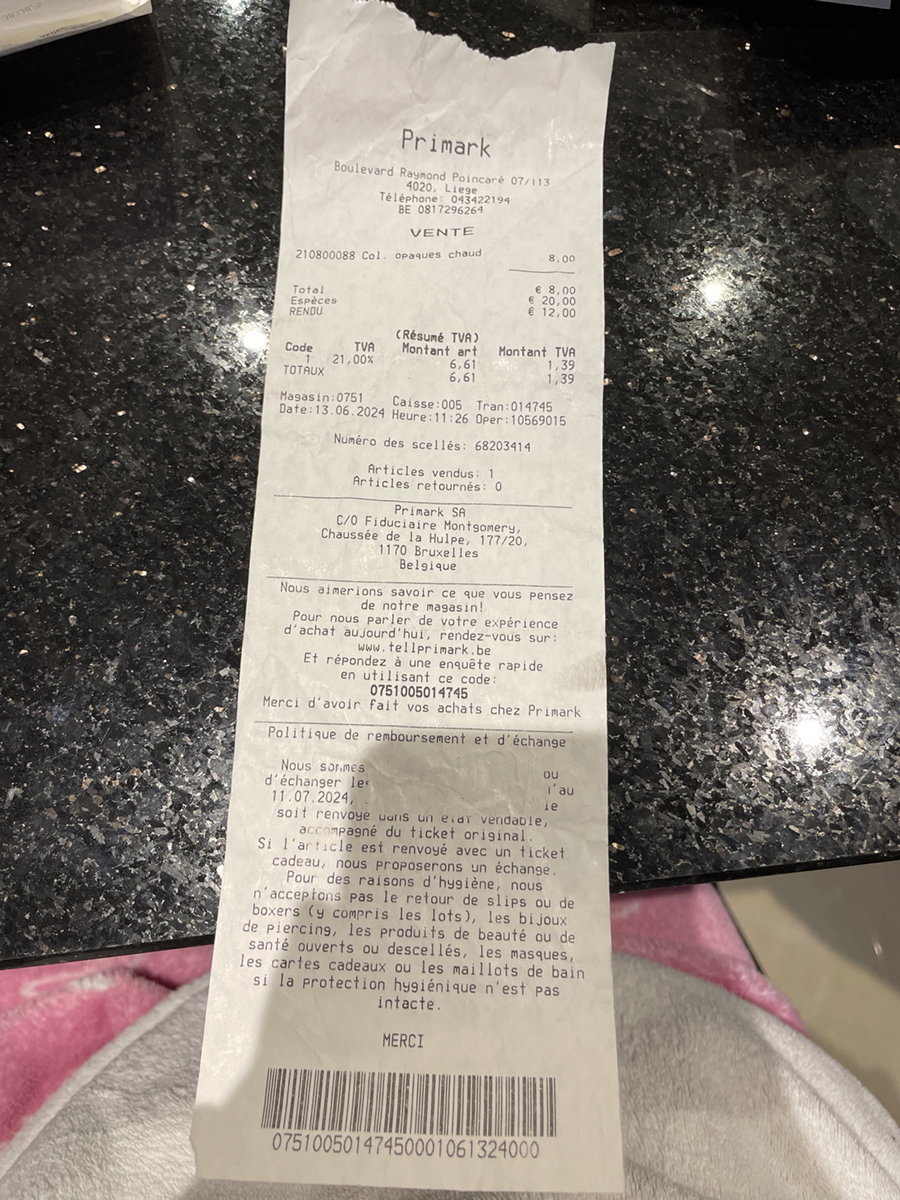 Primark
Boulevard Raymond Poincaré 07/113
4020, Liege
Téléphone: 043422194
BE 0817296264
VENTE
210800088 Col. opaques chaud 8,00
Total € 8,00
Espèces € 20,00
RENDU € 12,00
(Résumé TVA)
Code TVA Montant art Montant TVA
1 21,00% 6,61 1,39
TOTAUX 6,61 1,39
Magasin:0751 Caisse:005 Tran:014745
Date:13.06.2024 Heure:11:26 Oper:10569015
Numéro des scellés: 68203414
Articles vendus: 1
Articles retournés: 0
Primark SA
C/O Fiduciaire Montgomery,
Chaussée de la Hulpe, 177/20,
1170 Bruxelles
Belgique
Nous aimerions savoir ce que vous pensez
de notre magasin!
Pour nous parler de votre expérience
d'achat aujourd'hui, rendez-vous sur:
www.tellprimark.be
Et répondez à une enquête rapide
en utilisant ce code:
0751005014745
Merci d'avoir fait vos achats chez Primark
Politique de remboursement et d'échange
Nous sommes ou
d'échanger les
11.07.2024,
soit renvoyé dans un état vendable,
accompagné du ticket original.
Si l'article est renvoyé avec un ticket
cadeau, nous proposerons un échange.
Pour des raisons d'hygiène, nous
n'acceptons pas le retour de slips ou de
boxers (y compris les lots), les bijoux
de piercing, les produits de beauté ou de
santé ouverts ou descellés, les masques,
les cartes cadeaux ou les maillots de bain
si la protection hygiénique n'est pas
intacte.
MERCI
07510050147450001061324000